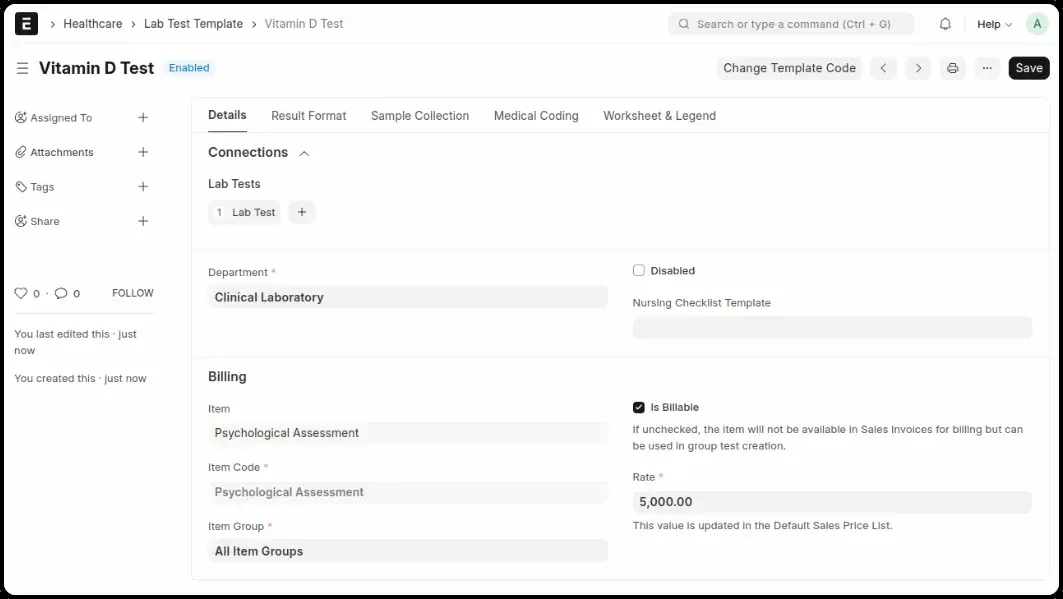 E > Healthcare > Lab Test Template > Vitamin D Test
Search or type a command (Ctrl + G)
Help
A
Vitamin D Test
Enabled
Change Template Code
Save
Assigned To
Attachments
Tags
Share
0 · 0
FOLLOW
You last edited this · just
now
You created this · just now
Details
Result Format
Sample Collection
Medical Coding
Worksheet & Legend
Connections
Lab Tests
1 Lab Test +
Department *
Clinical Laboratory
Disabled
Nursing Checklist Template
Billing
Item
Psychological Assessment
Item Code *
Psychological Assessment
Item Group *
All Item Groups
Is Billable
If unchecked, the item will not be available in Sales Invoices for billing but can
be used in group test creation.
Rate *
5,000.00
This value is updated in the Default Sales Price List.